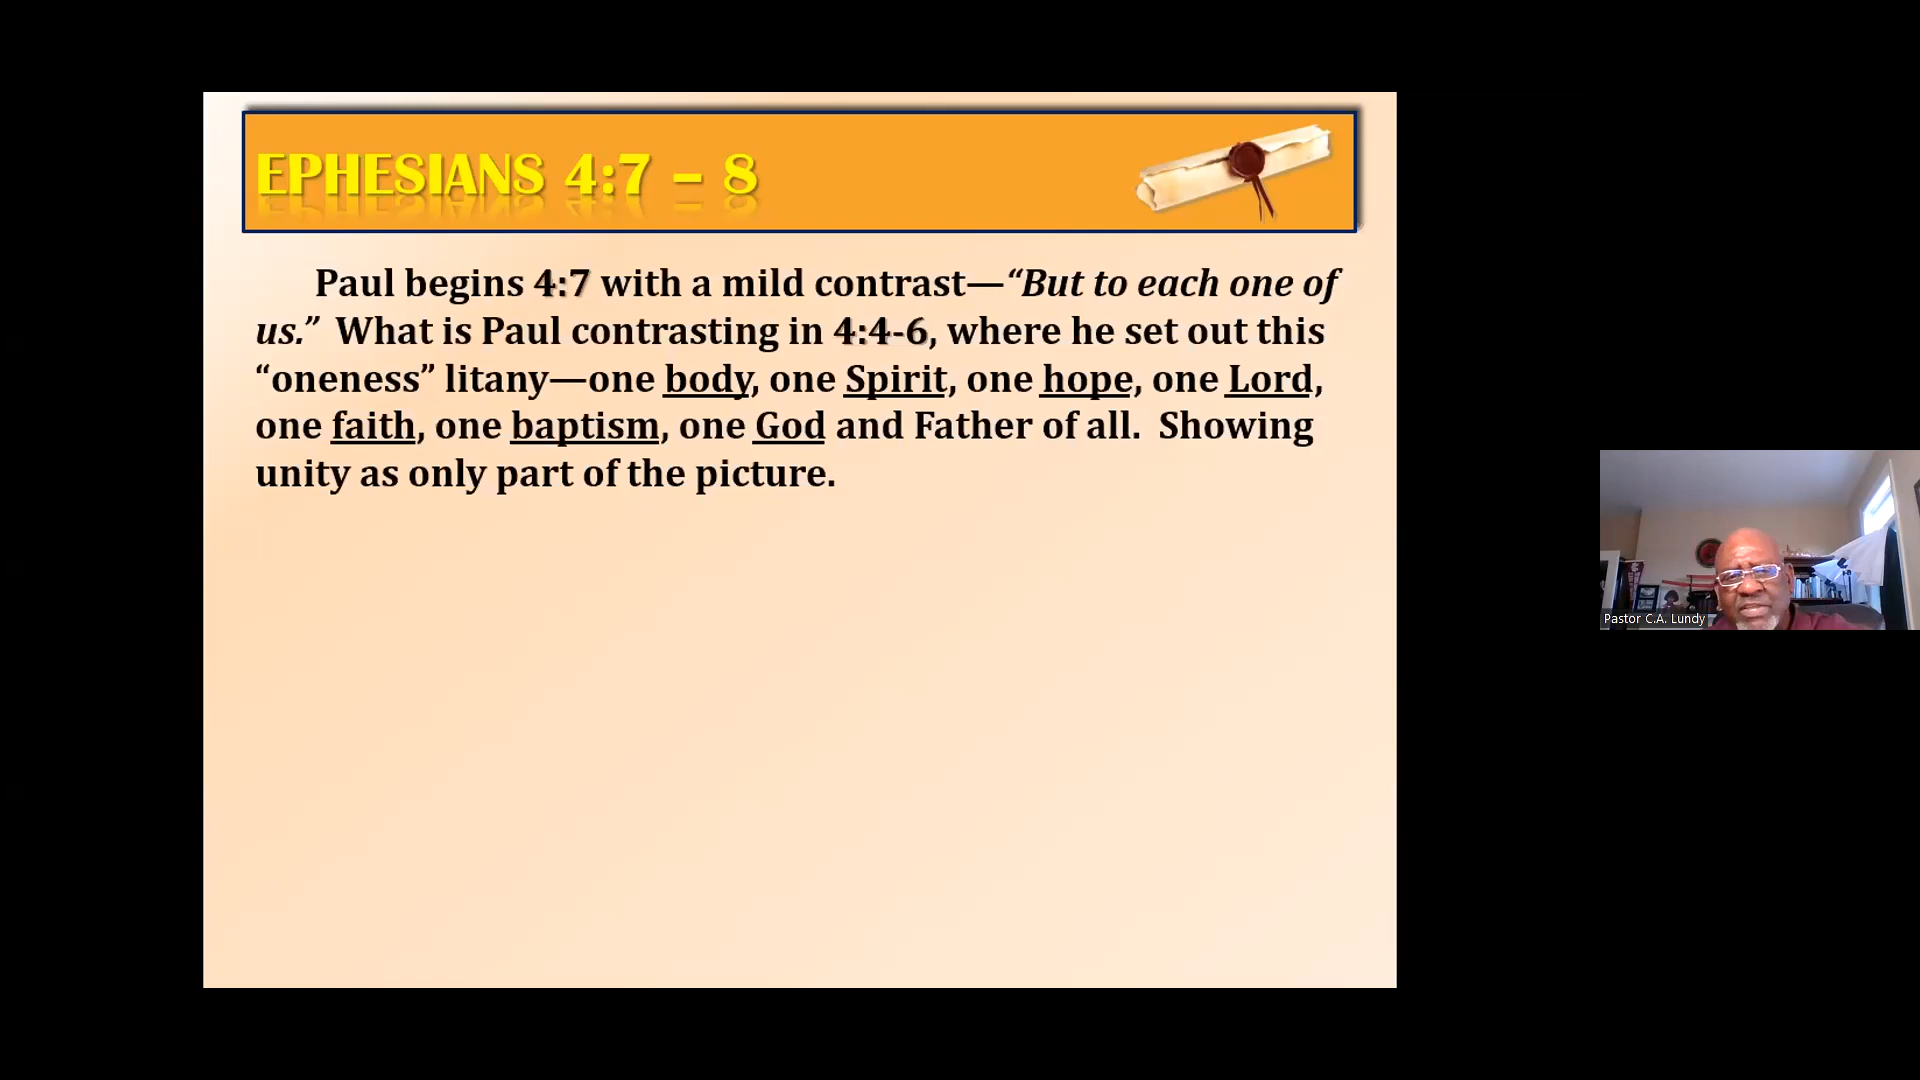 EPHESIANS 4:7 – 8
Paul begins 4:7 with a mild contrast—“But to each one of
us.” What is Paul contrasting in 4:4-6, where he set out this
“oneness” litany—one body, one Spirit, one hope, one Lord,
one faith, one baptism, one God and Father of all. Showing
unity as only part of the picture.
Pastor C.A. Lundy